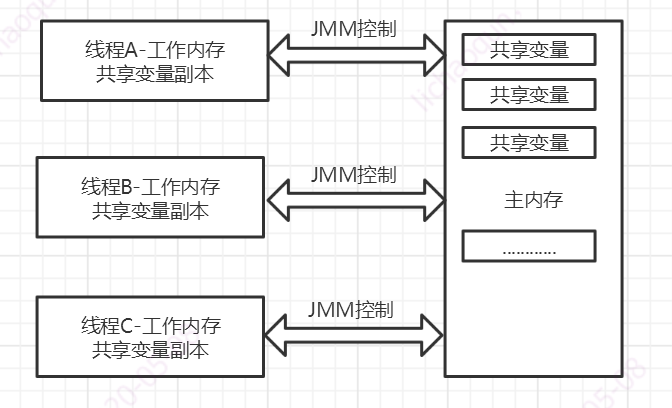 线程A-工作内存
共享变量副本
JMM控制
共享变量
共享变量
共享变量
主内存
............
线程B-工作内存
共享变量副本
JMM控制
线程C-工作内存
共享变量副本
JMM控制